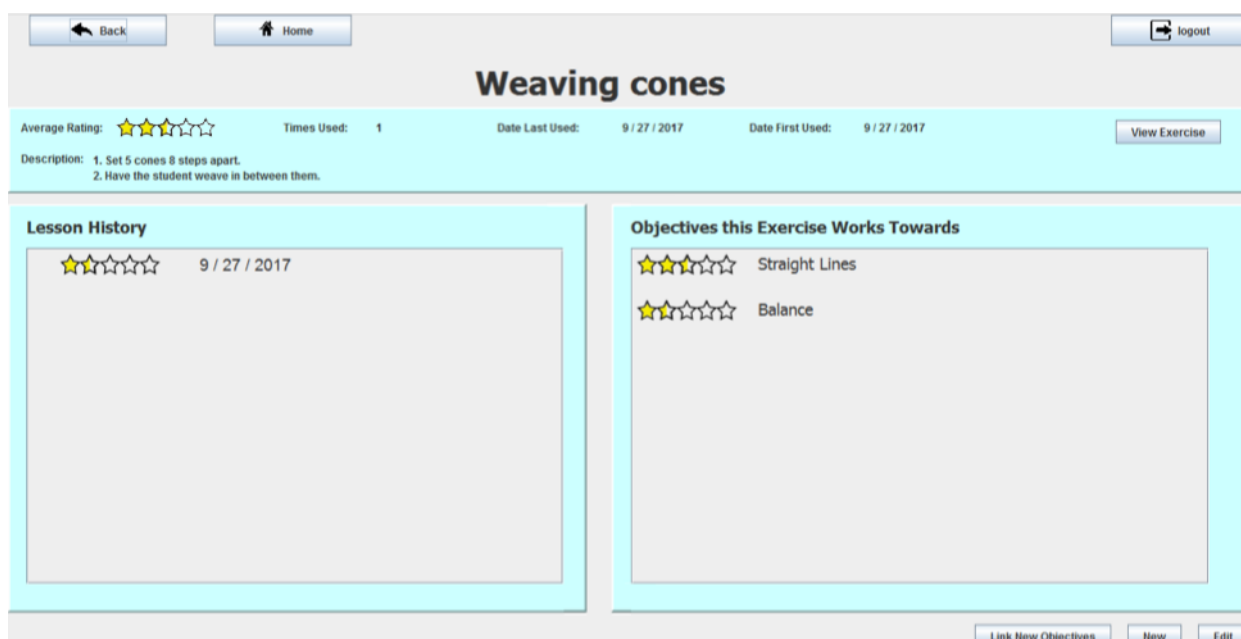 Back Home logout
Weaving cones
Average Rating: Times Used: 1 Date Last Used: 9 / 27 / 2017 Date First Used: 9 / 27 / 2017 View Exercise
Description: 1. Set 5 cones 8 steps apart.
2. Have the student weave in between them.
Lesson History
9 / 27 / 2017
Objectives this Exercise Works Towards
Straight Lines
Balance
Link New Objectives New Edit